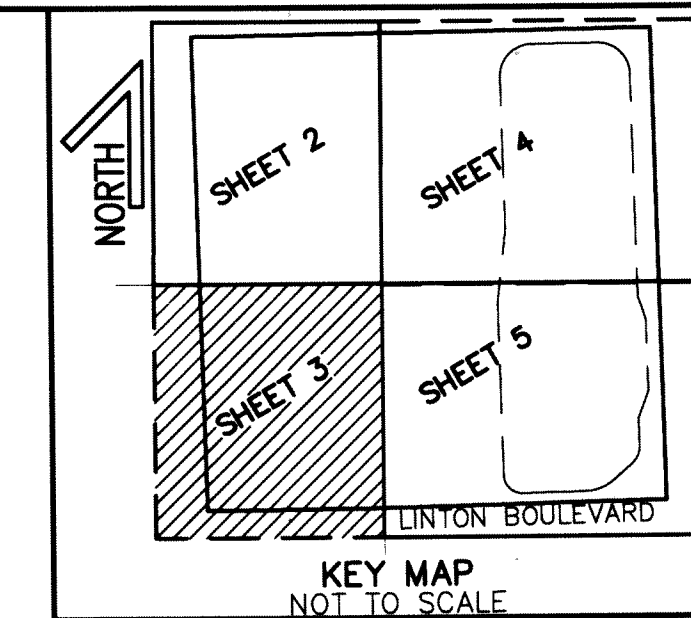 NORTH
SHEET 2
SHEET 4
SHEET 3
SHEET 5
LINTON BOULEVARD
KEY MAP
NOT TO SCALE